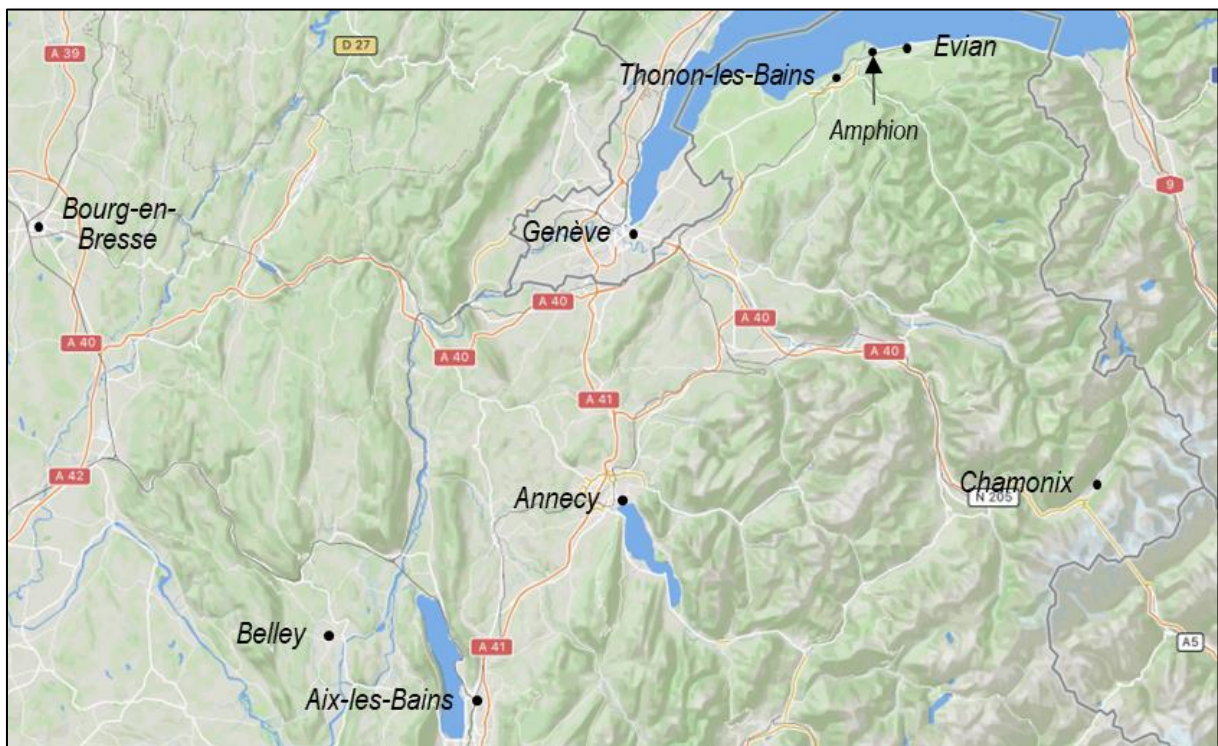 A 39
D 27
Evian
Thonon-les-Bains
Amphion
9
Bourg-en-
Bresse
Genève
A 40
A 40
A 40
A 40
A 40
A 41
A 42
Annecy
Chamonix
N 205
Belley
A 41
A5
Aix-les-Bains